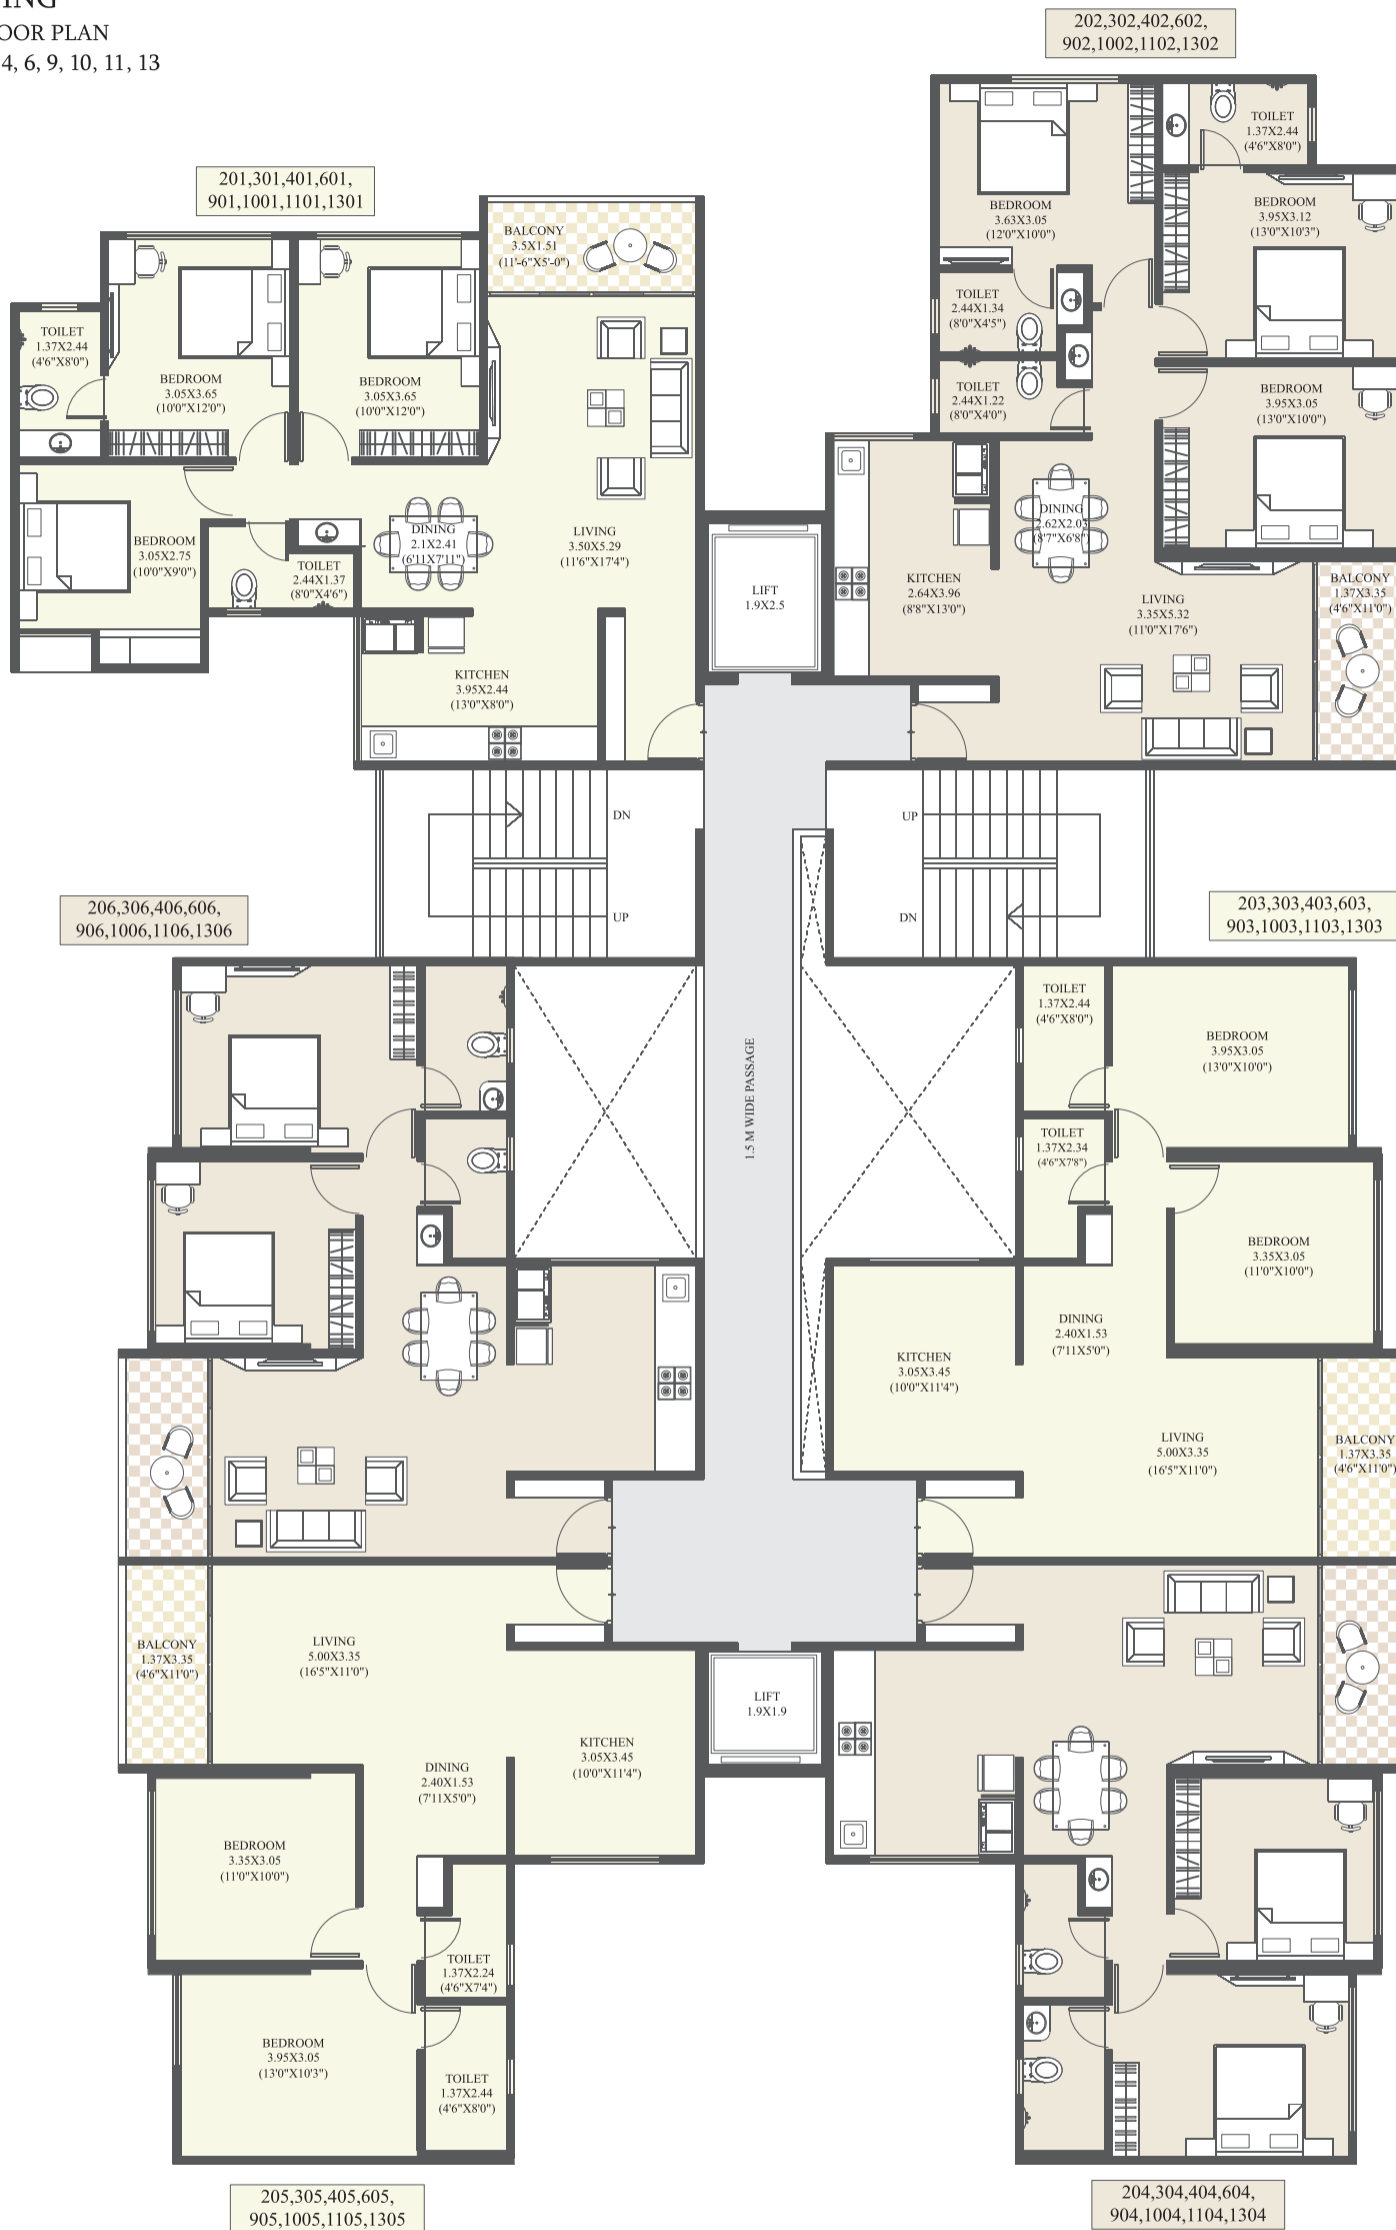 ING
OOR PLAN
4, 6, 9, 10, 11, 13
202,302,402,602,
902,1002,1102,1302
201,301,401,601,
901,1001,1101,1301
BALCONY
3.5X1.51
(11'-6"X5'-0")
TOILET
1.37X2.44
(4'6"X8'0")
BEDROOM
3.05X3.65
(10'0"X12'0")
BEDROOM
3.05X3.65
(10'0"X12'0")
BEDROOM
3.05X2.75
(10'0"X9'0")
TOILET
2.44X1.37
(8'0"X4'6")
DINING
2.1X2.41
(6'11X7'11")
LIVING
3.50X5.29
(11'6"X17'4")
KITCHEN
3.95X2.44
(13'0"X8'0")
LIFT
1.9X2.5
BEDROOM
3.63X3.05
(12'0"X10'0")
TOILET
1.37X2.44
(4'6"X8'0")
BEDROOM
3.95X3.12
(13'0"X10'3")
TOILET
2.44X1.34
(8'0"X4'5")
TOILET
2.44X1.22
(8'0"X4'0")
BEDROOM
3.95X3.05
(13'0"X10'0")
DINING
2.62X2.03
(8'7"X6'8")
KITCHEN
2.64X3.96
(8'8"X13'0")
LIVING
3.35X5.32
(11'0"X17'6")
BALCONY
1.37X3.35
(4'6"X11'0")
DN
UP
UP
DN
206,306,406,606,
906,1006,1106,1306
203,303,403,603,
903,1003,1103,1303
1.5 M WIDE PASSAGE
TOILET
1.37X2.44
(4'6"X8'0")
BEDROOM
3.95X3.05
(13'0"X10'0")
TOILET
1.37X2.34
(4'6"X7'8")
BEDROOM
3.35X3.05
(11'0"X10'0")
DINING
2.40X1.53
(7'11X5'0")
KITCHEN
3.05X3.45
(10'0"X11'4")
LIVING
5.00X3.35
(16'5"X11'0")
BALCONY
1.37X3.35
(4'6"X11'0")
BALCONY
1.37X3.35
(4'6"X11'0")
LIVING
5.00X3.35
(16'5"X11'0")
LIFT
1.9X1.9
KITCHEN
3.05X3.45
(10'0"X11'4")
DINING
2.40X1.53
(7'11X5'0")
BEDROOM
3.35X3.05
(11'0"X10'0")
TOILET
1.37X2.24
(4'6"X7'4")
BEDROOM
3.95X3.05
(13'0"X10'3")
TOILET
1.37X2.44
(4'6"X8'0")
205,305,405,605,
905,1005,1105,1305
204,304,404,604,
904,1004,1104,1304